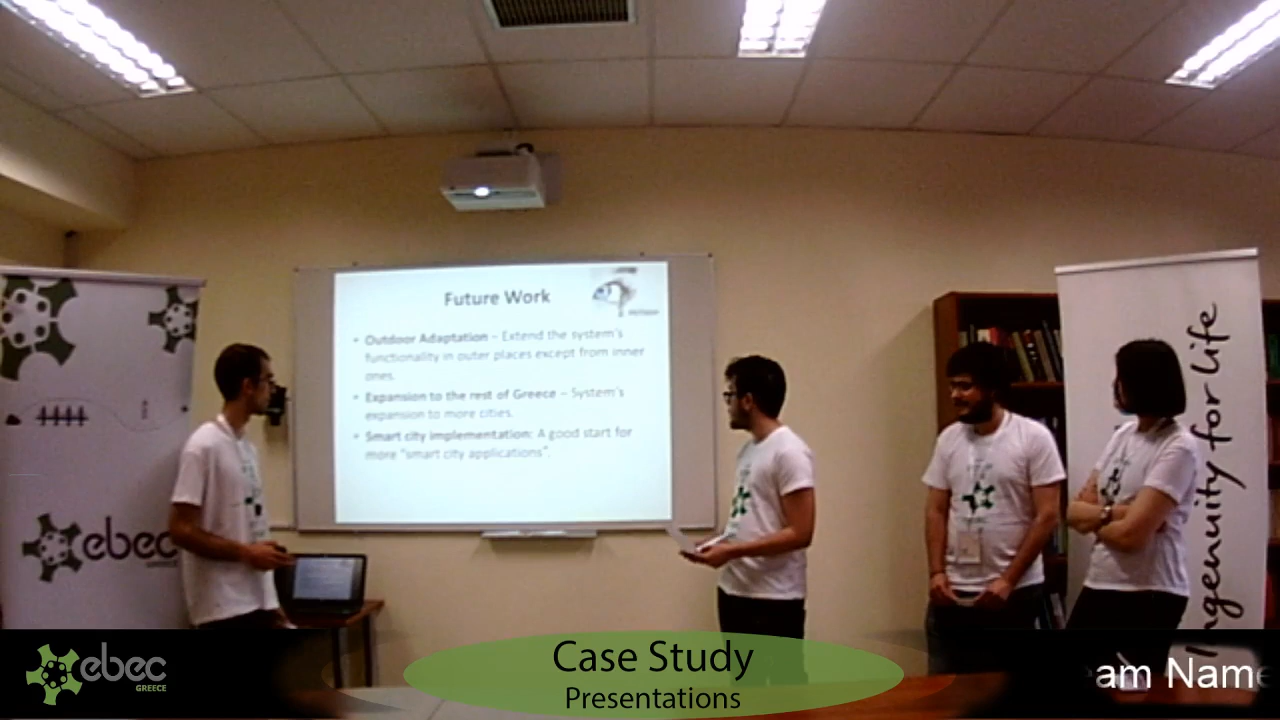 Future Work
• Outdoor Adaptation – Extend the system's
functionality in outer places except from inner
ones.
• Expansion to the rest of Greece – System's
expansion to more cities.
• Smart city implementation: A good start for
more "smart city applications".
ebec
ngenuity for life
ebec
GREECE
Case Study
Presentations
am Name